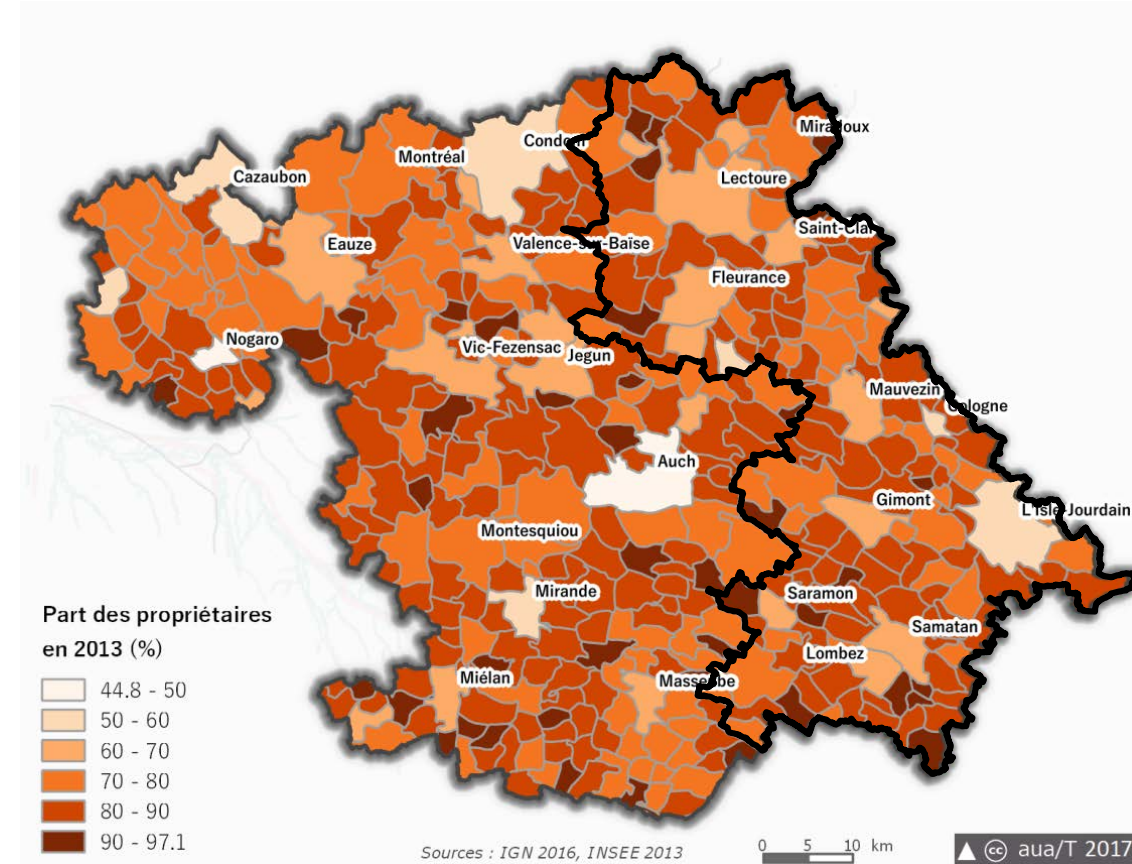 Miradoux
Condom
Montréal
Cazaubon
Lectoure
Saint-Clar
Eauze
Valence-sur-Baïse
Fleurance
Nogaro
Vic-Fezensac
Jegun
Mauvezin
Cologne
Auch
Gimont
L'Isle-Jourdain
Montesquiou
Mirande
Saramon
Samatan
Lombez
Miélan
Masseube
Part des propriétaires
en 2013 (%)
44.8 - 50
50 - 60
60 - 70
70 - 80
80 - 90
90 - 97.1
Sources : IGN 2016, INSEE 2013
0 5 10 km
cc aua/T 2017